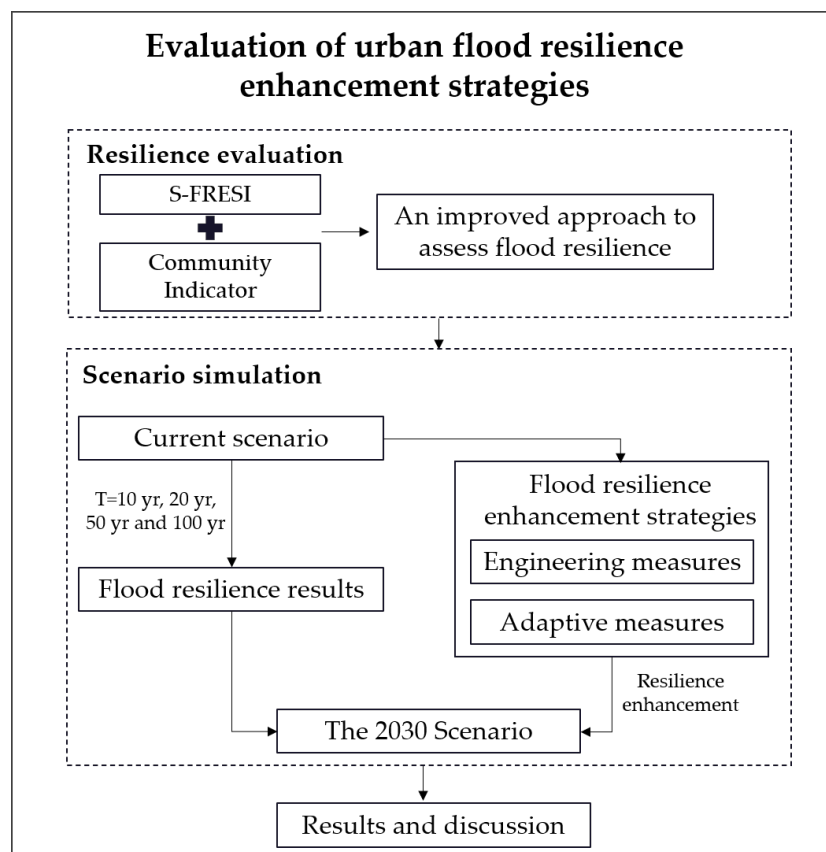 Evaluation of urban flood resilience
enhancement strategies
Resilience evaluation
S-FRESI
Community
Indicator
An improved approach to
assess flood resilience
Scenario simulation
Current scenario
T=10 yr, 20 yr,
50 yr and 100 yr
Flood resilience results
Flood resilience
enhancement strategies
Engineering measures
Adaptive measures
Resilience
enhancement
The 2030 Scenario
Results and discussion